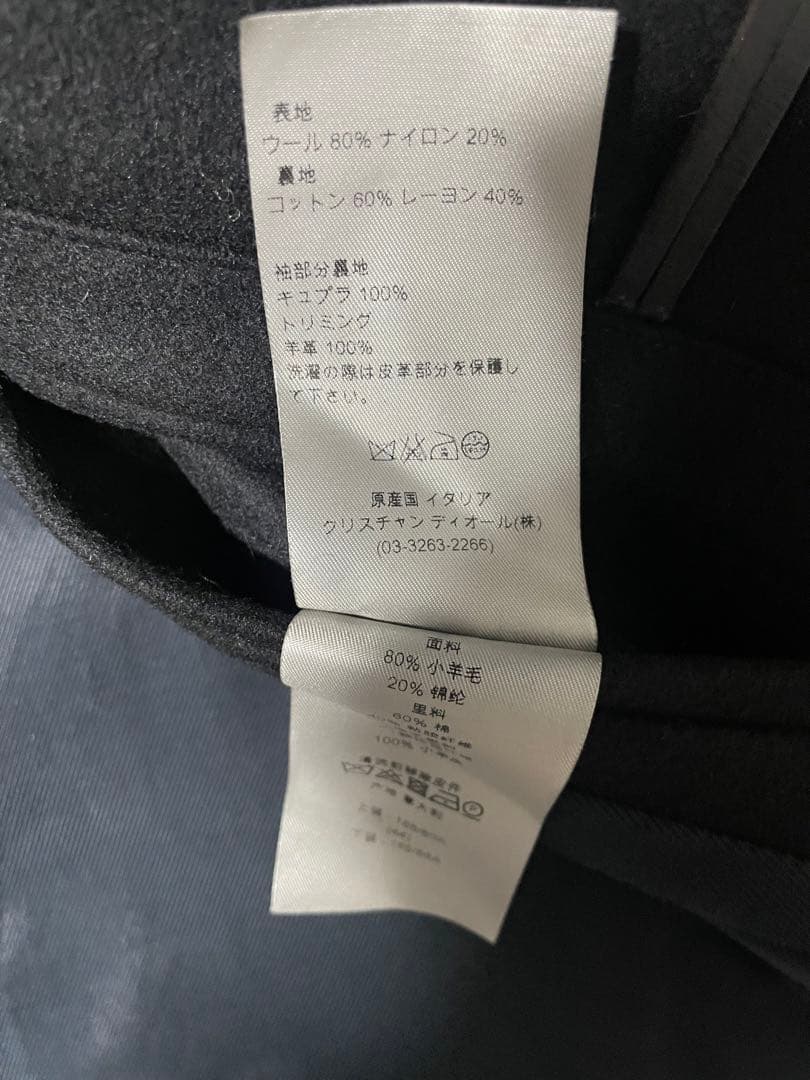 表地
ウール 80% ナイロン 20%
裏地
コットン 60% レーヨン 40%
袖部分裏地
キュプラ 100%
トリミング
羊革 100%
洗濯の際は皮革部分を保護し
て下さい。
原産国 イタリア
クリスチャン ディオール(株)
(03-3263-2266)
面料
80% 小羊毛
20% 锦纶
里料
60% 棉
100% 小羊皮